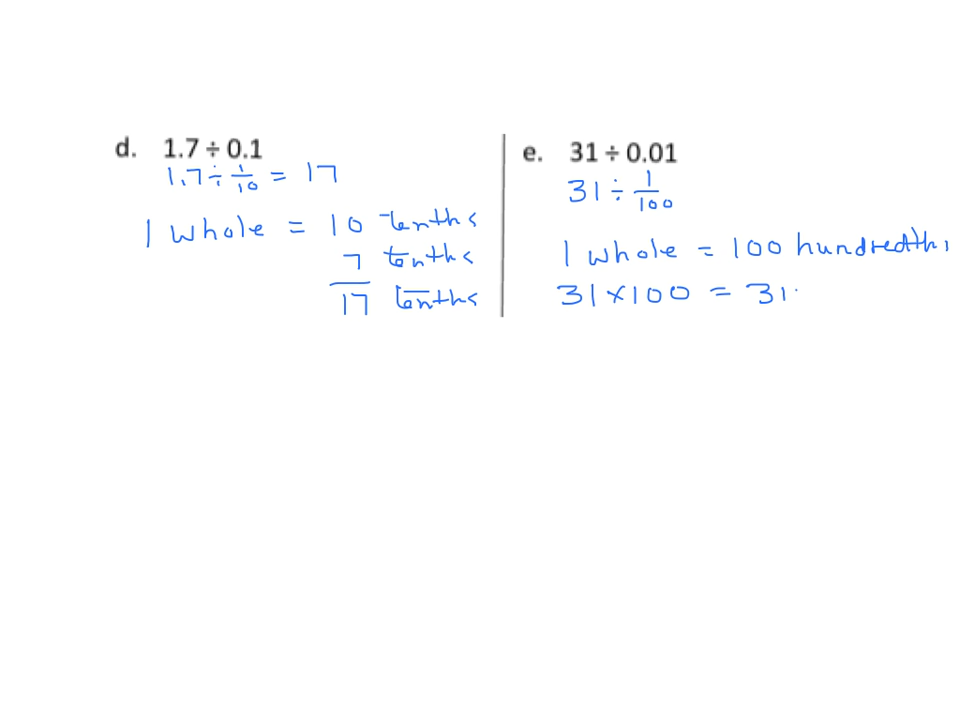 d. 1.7 ÷ 0.1
1.7 ÷ 1/10 = 17
1 whole = 10 tenths
7 tenths
17 tenths
e. 31 ÷ 0.01
31 ÷ 1/100
1 whole = 100 hundredths
31 × 100 = 31